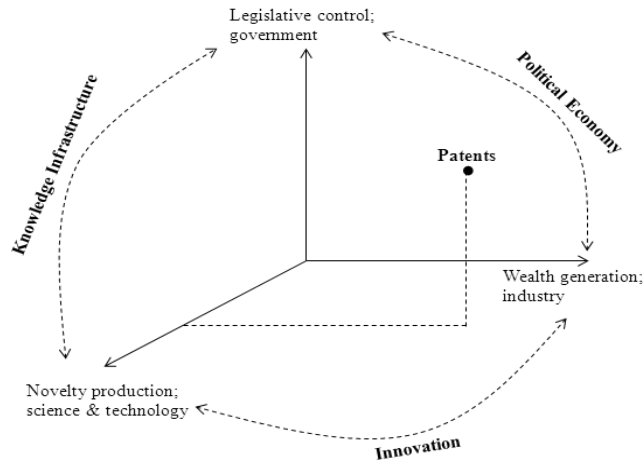 Legislative control;
government
Political Economy
Knowledge Infrastructure
Patents
Wealth generation;
industry
Novelty production;
science & technology
Innovation